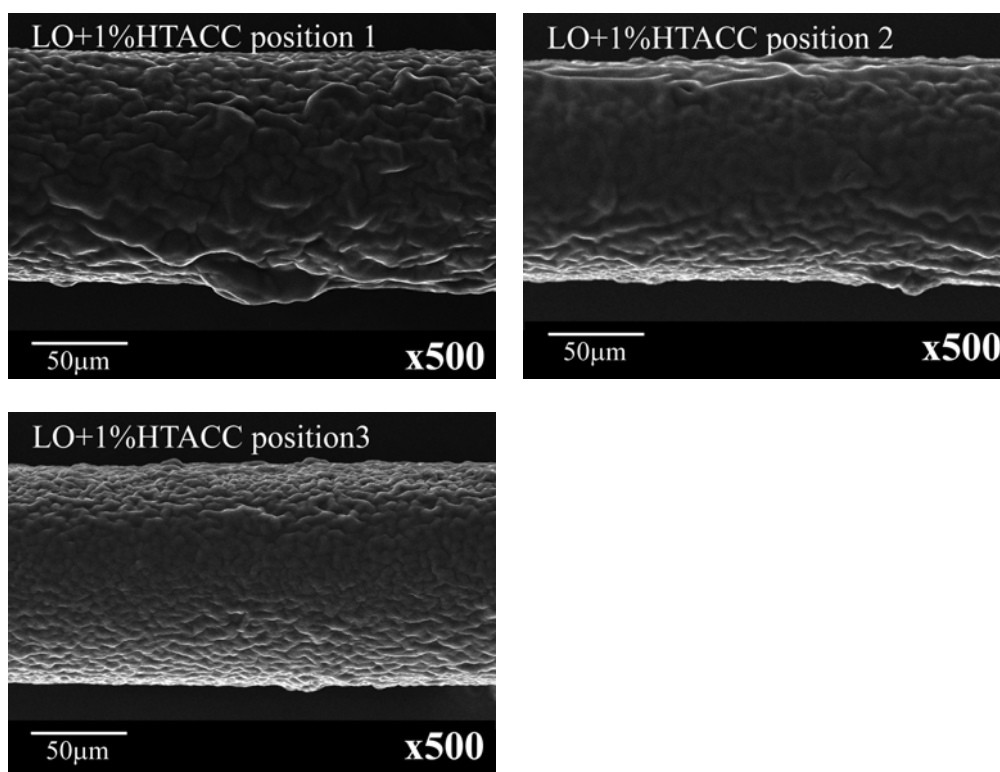 LO+1%HTACC position 1
50μm
x500
LO+1%HTACC position 2
50μm
x500
LO+1%HTACC position3
50μm
x500